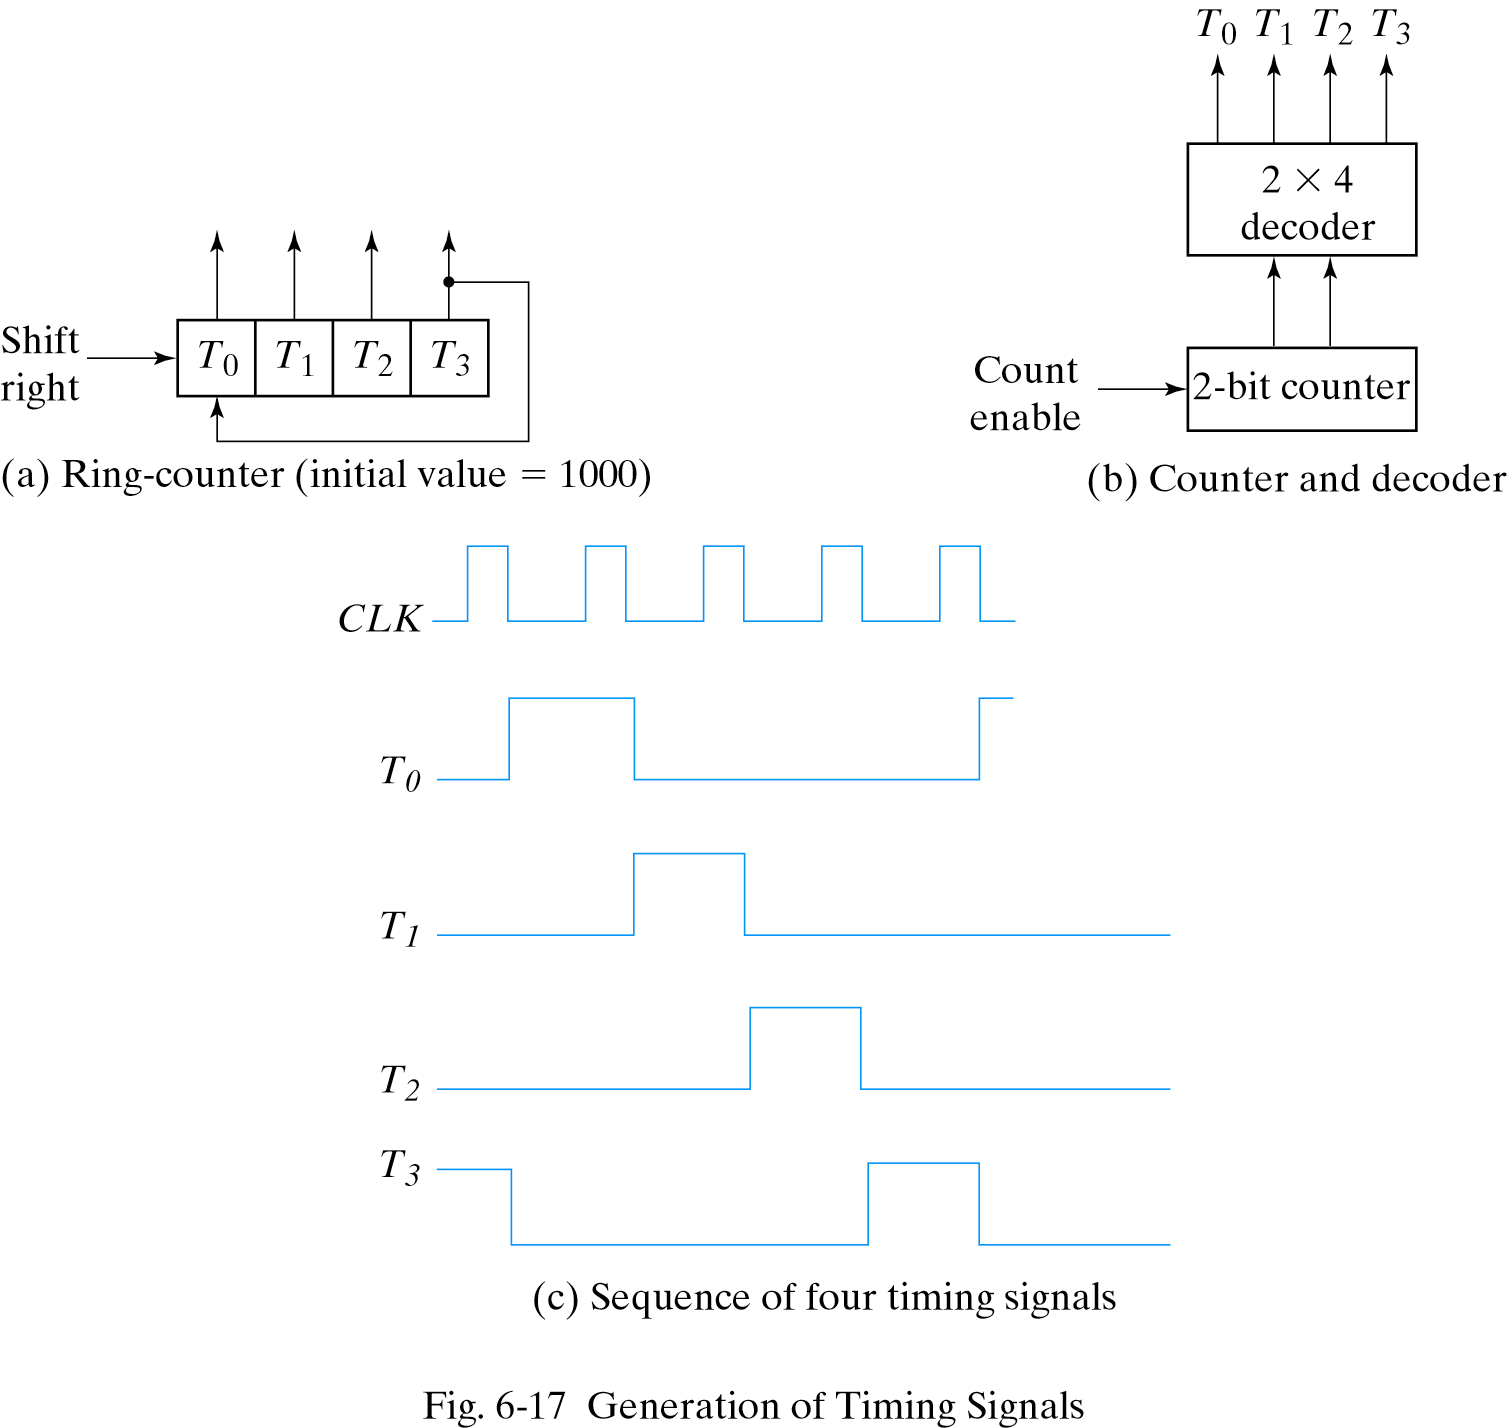 T0 T1 T2 T3
2 × 4
decoder
Shift
right
T0 T1 T2 T3
Count
enable
2-bit counter
(a) Ring-counter (initial value = 1000)
(b) Counter and decoder
CLK
T0
T1
T2
T3
(c) Sequence of four timing signals
Fig. 6-17 Generation of Timing Signals